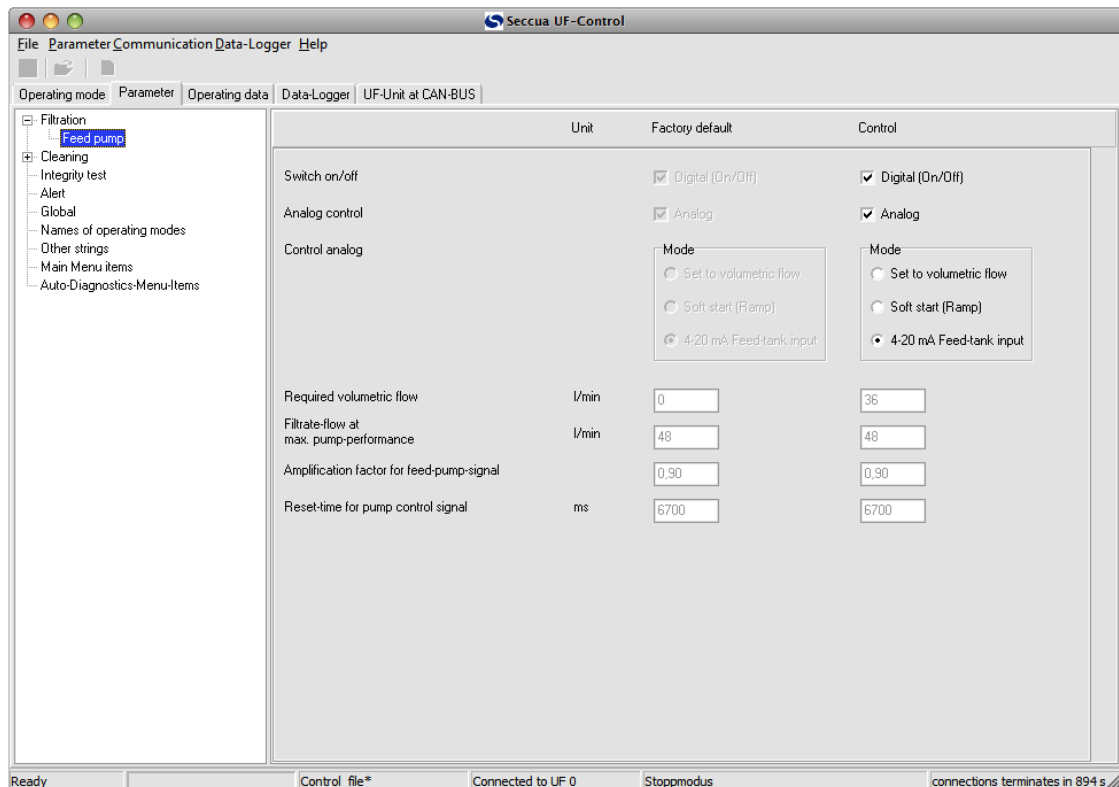 Seccua UF-Control
File Parameter Communication Data-Logger Help
Operating mode Parameter Operating data Data-Logger UF-Unit at CAN-BUS
Filtration
Feed pump
Cleaning
Integrity test
Alert
Global
Names of operating modes
Other strings
Main Menu items
Auto-Diagnostics-Menu-Items
Unit Factory default Control
Switch on/off Digital (On/Off) Digital (On/Off)
Analog control Analog Analog
Control analog Mode Mode
Set to volumetric flow Set to volumetric flow
Soft start (Ramp) Soft start (Ramp)
4-20 mA Feed-tank input 4-20 mA Feed-tank input
Required volumetric flow l/min 0 36
Filtrate-flow at
max. pump-performance l/min 48 48
Amplification factor for feed-pump-signal 0,90 0,90
Reset-time for pump control signal ms 6700 6700
Ready Control file* Connected to UF 0 Stoppmodus connections terminates in 894 s